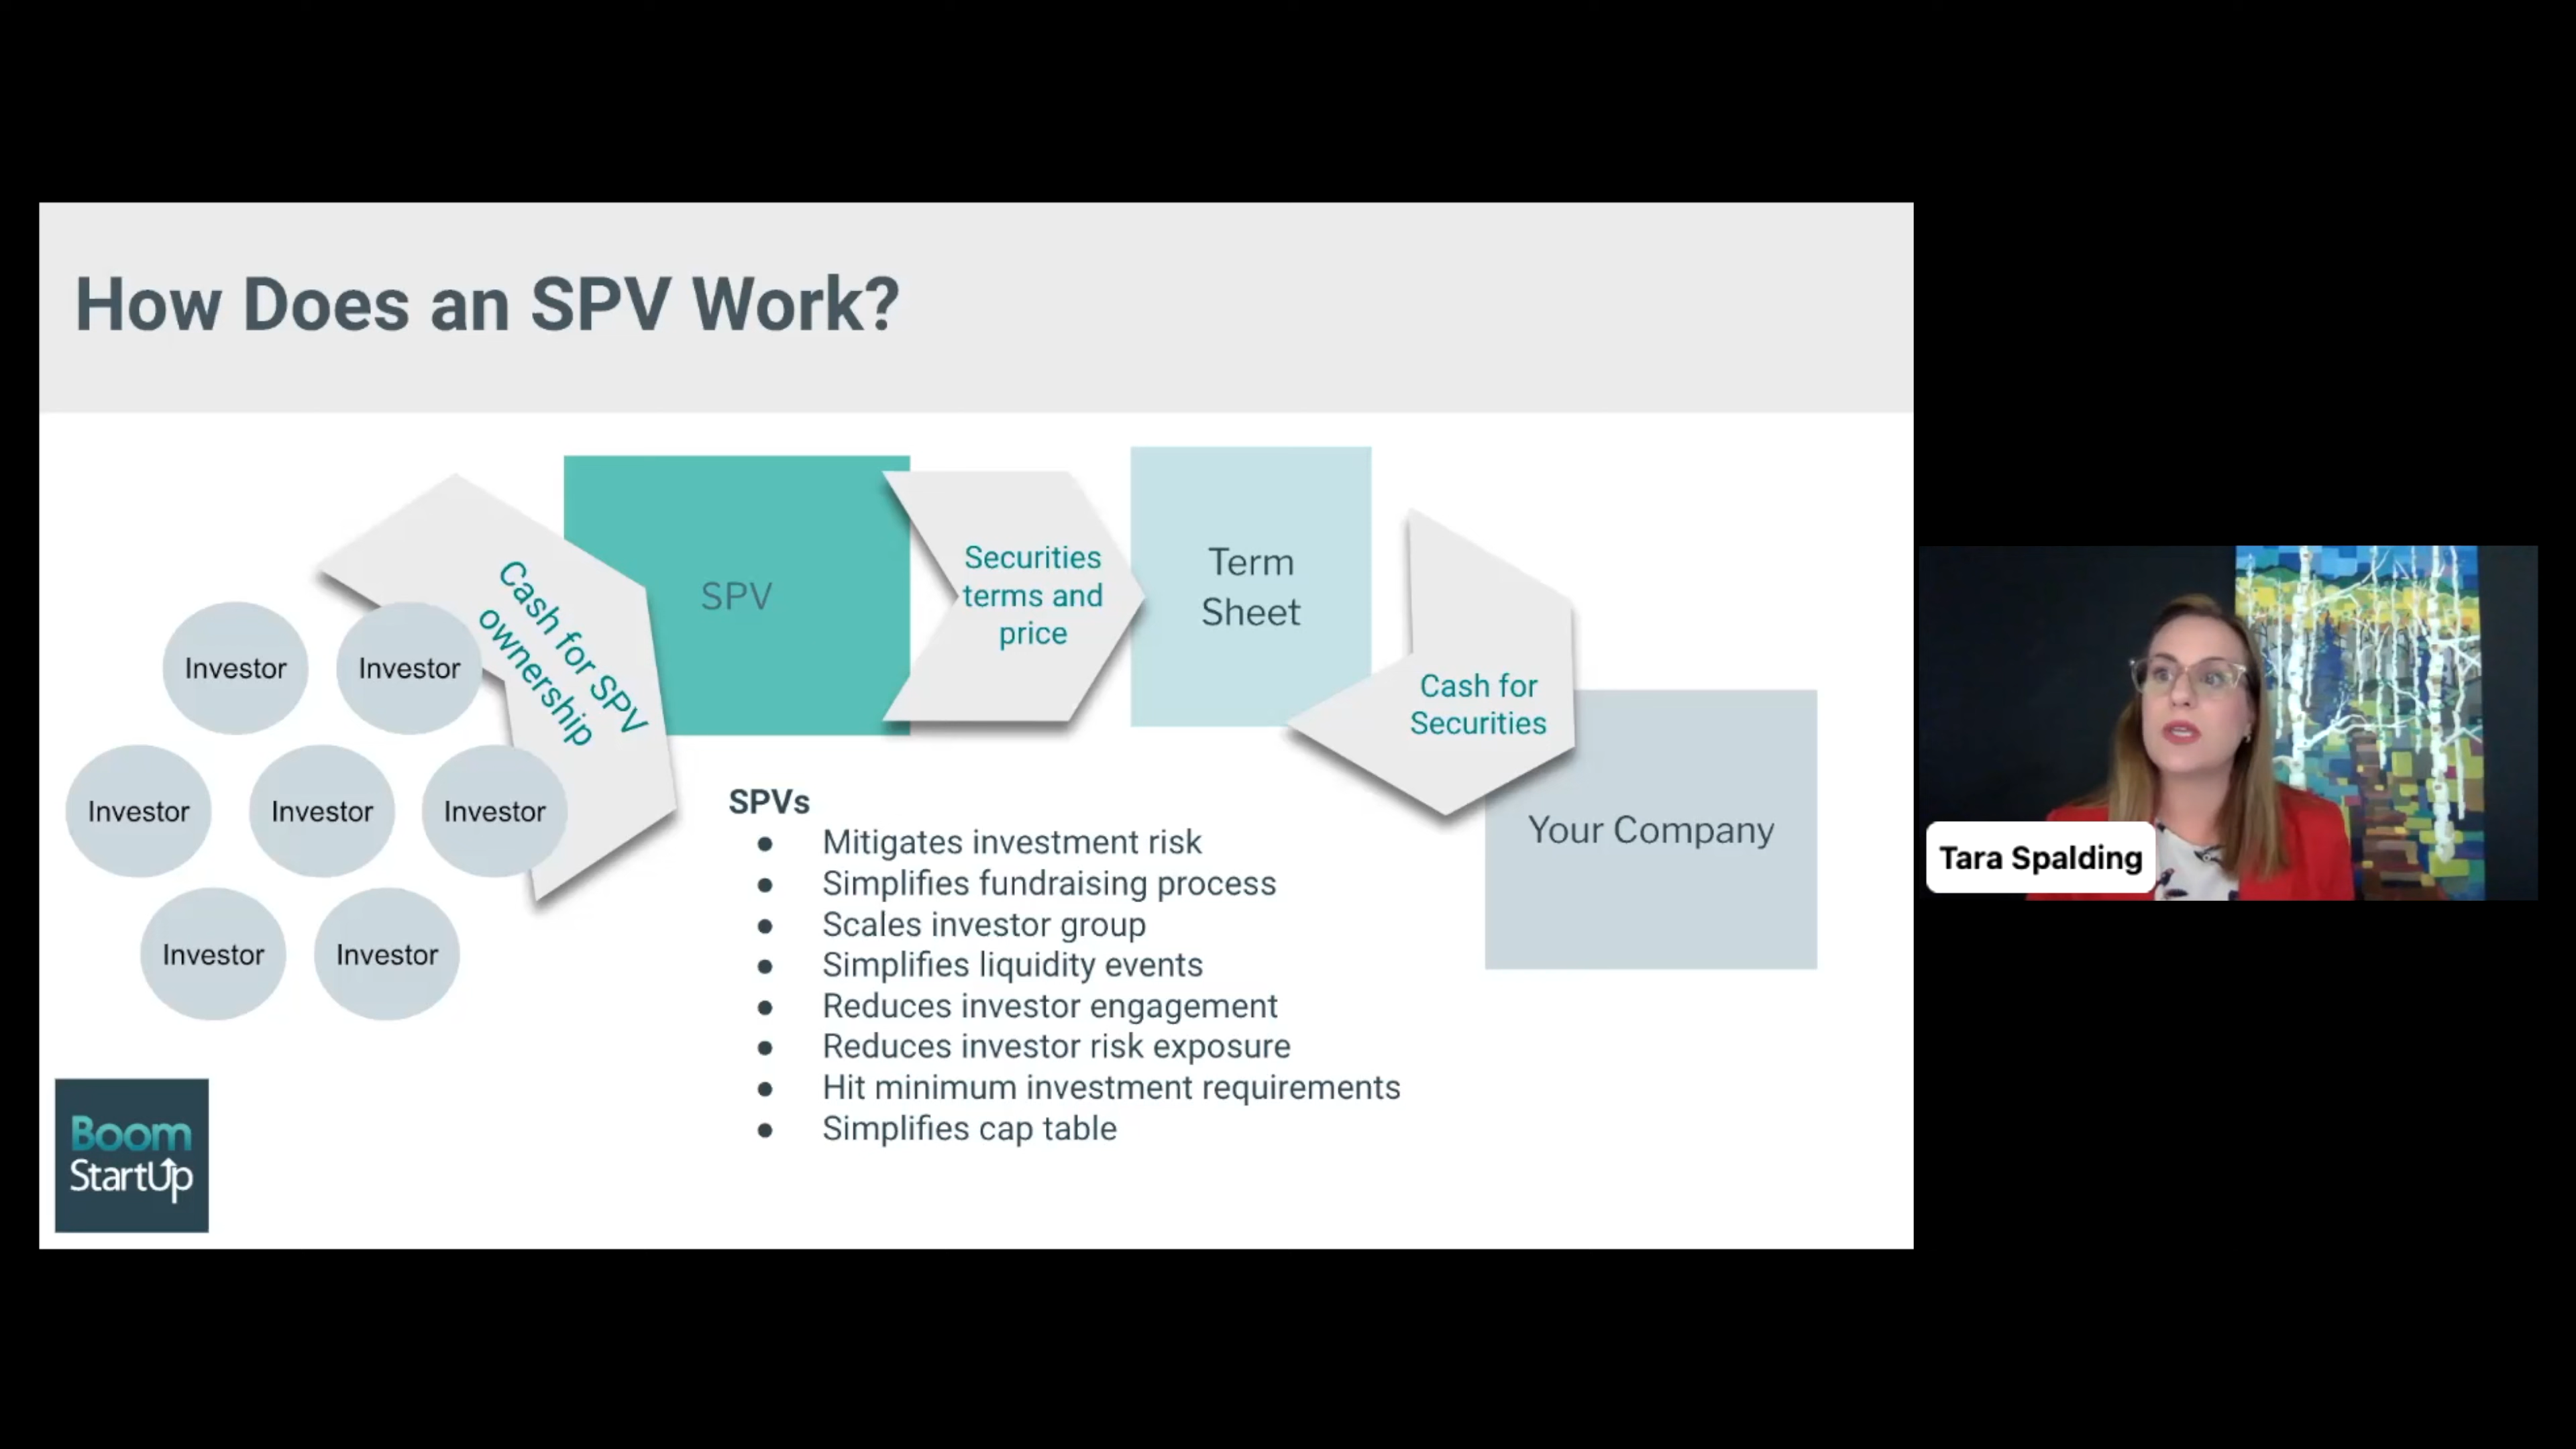 How Does an SPV Work?
Cash for SPV
ownership
SPV
Securities
terms and
price
Term
Sheet
Cash for
Securities
Your Company
Investor
Investor
Investor
Investor
Investor
Investor
Investor
SPVs
● Mitigates investment risk
● Simplifies fundraising process
● Scales investor group
● Simplifies liquidity events
● Reduces investor engagement
● Reduces investor risk exposure
● Hit minimum investment requirements
● Simplifies cap table
Boom
StartUp
Tara Spalding